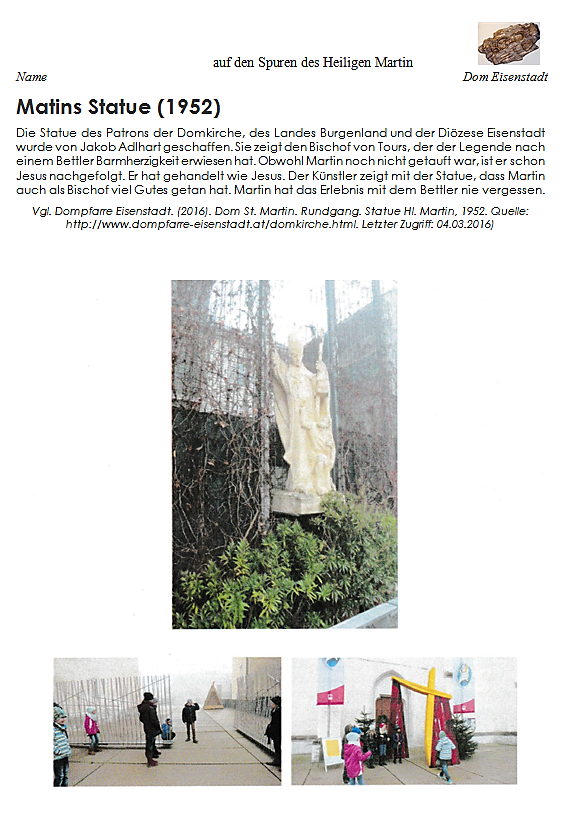 auf den Spuren des Heiligen Martin
Name
Dom Eisenstadt
Matins Statue (1952)
Die Statue des Patrons der Domkirche, des Landes Burgenland und der Diözese Eisenstadt
wurde von Jakob Adlhart geschaffen. Sie zeigt den Bischof von Tours, der der Legende nach
einem Bettler Barmherzigkeit erwiesen hat. Obwohl Martin noch nicht getauft war, ist er schon
Jesus nachgefolgt. Er hat gehandelt wie Jesus. Der Künstler zeigt mit der Statue, dass Martin
auch als Bischof viel Gutes getan hat. Martin hat das Erlebnis mit dem Bettler nie vergessen.
Vgl. Dompfarre Eisenstadt. (2016). Dom St. Martin. Rundgang. Statue Hl. Martin, 1952. Quelle:
http://www.dompfarre-eisenstadt.at/domkirche.html. Letzter Zugriff: 04.03.2016)